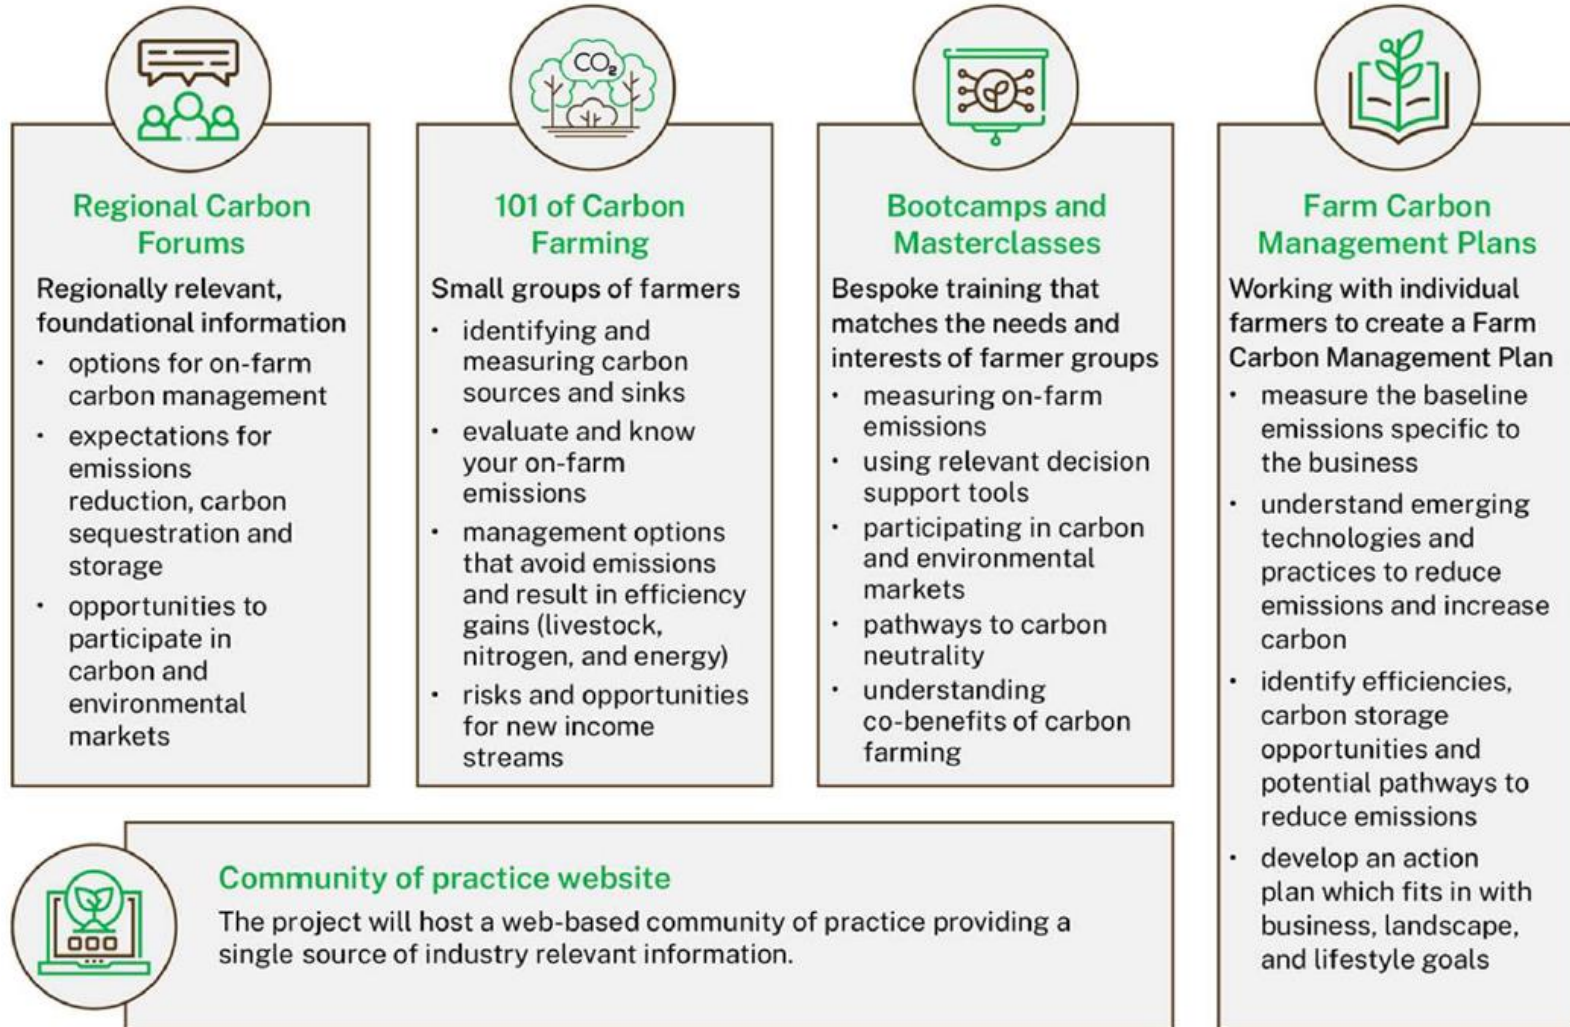 Regional Carbon
Forums
Regionally relevant,
foundational information
• options for on-farm
carbon management
• expectations for
emissions
reduction, carbon
sequestration and
storage
• opportunities to
participate in
carbon and
environmental
markets
CO₂
101 of Carbon
Farming
Small groups of farmers
• identifying and
measuring carbon
sources and sinks
• evaluate and know
your on-farm
emissions
• management options
that avoid emissions
and result in efficiency
gains (livestock,
nitrogen, and energy)
• risks and opportunities
for new income
streams
Bootcamps and
Masterclasses
Bespoke training that
matches the needs and
interests of farmer groups
• measuring on-farm
emissions
• using relevant decision
support tools
• participating in carbon
and environmental
markets
• pathways to carbon
neutrality
• understanding
co-benefits of carbon
farming
Farm Carbon
Management Plans
Working with individual
farmers to create a Farm
Carbon Management Plan
• measure the baseline
emissions specific to
the business
• understand emerging
technologies and
practices to reduce
emissions and increase
carbon
• identify efficiencies,
carbon storage
opportunities and
potential pathways to
reduce emissions
• develop an action
plan which fits in with
business, landscape,
and lifestyle goals
Community of practice website
The project will host a web-based community of practice providing a
single source of industry relevant information.